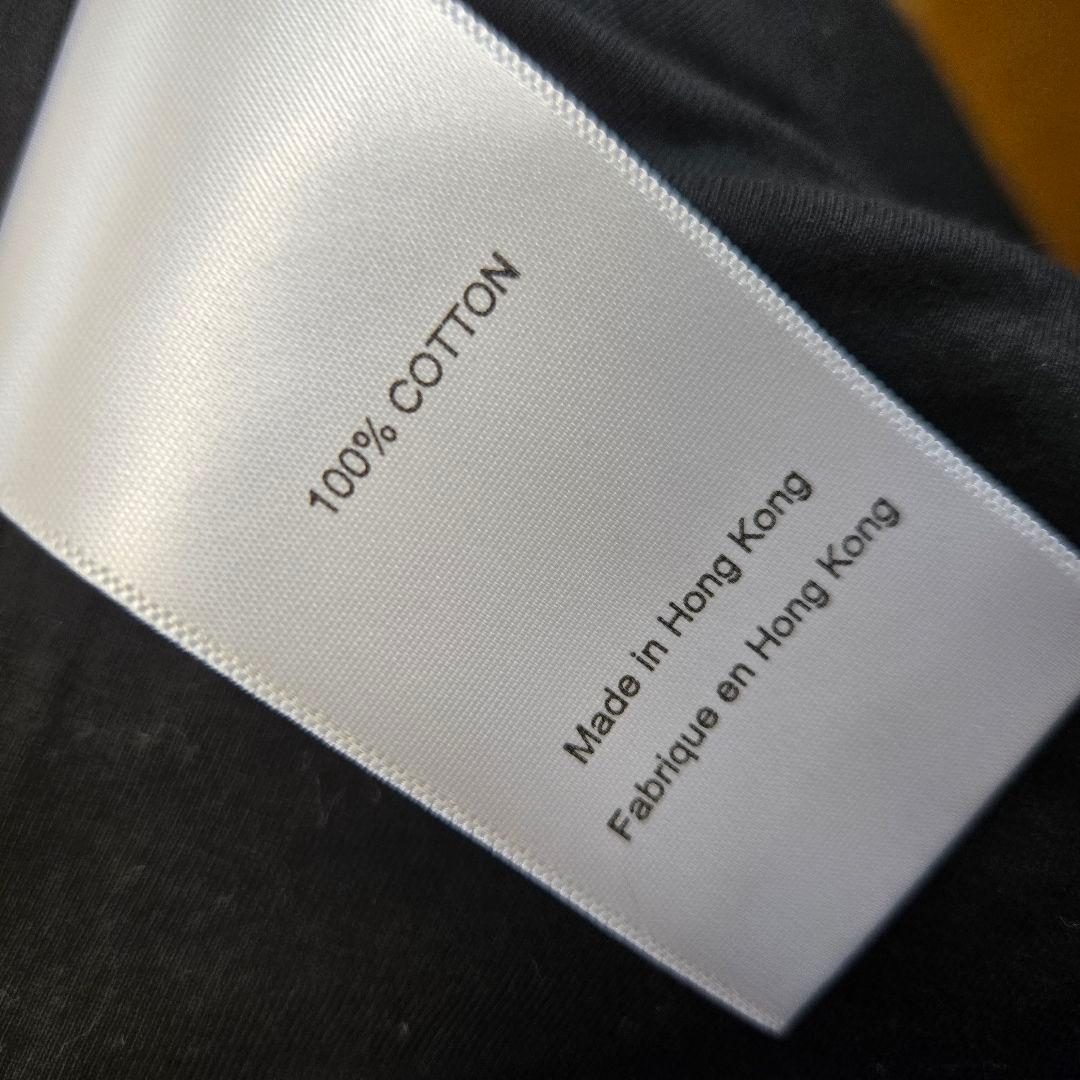 100% COTTON
Made in Hong Kong
Fabrique en Hong Kong